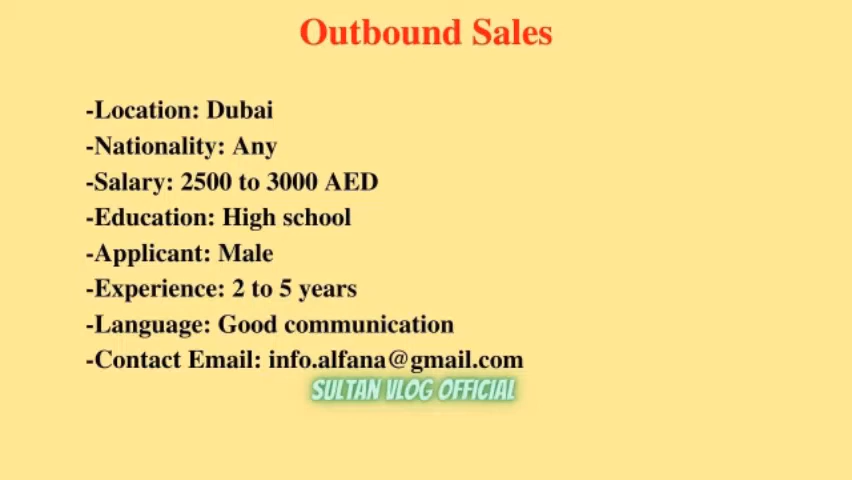 Outbound Sales
-Location: Dubai
-Nationality: Any
-Salary: 2500 to 3000 AED
-Education: High school
-Applicant: Male
-Experience: 2 to 5 years
-Language: Good communication
-Contact Email: info.alfana@gmail.com
SULTAN VLOG OFFICIAL